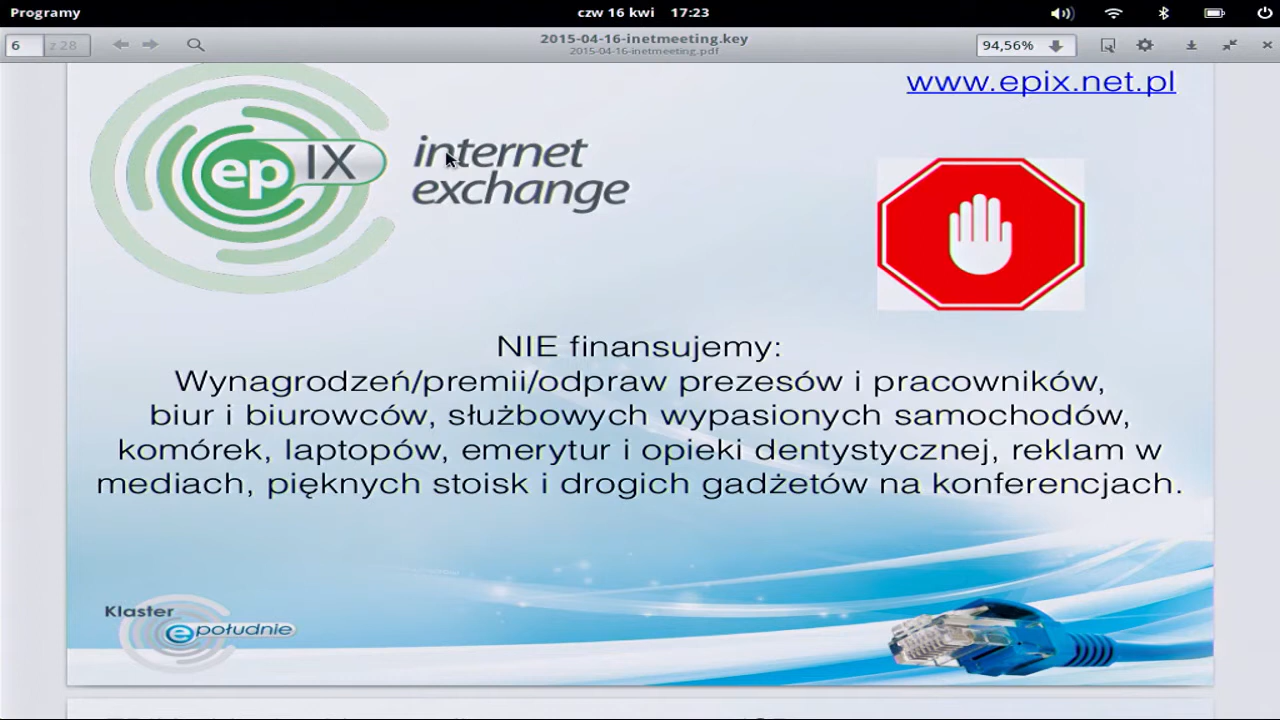 Programy
czw 16 kwi 17:23
6 z 28
2015-04-16-inetmeeting.key
2015-04-16-inetmeeting.pdf
94,56%
www.epix.net.pl
ep IX
internet
exchange
NIE finansujemy:
Wynagrodzeń/premii/odpraw prezesów i pracowników,
biur i biurowców, służbowych wypasionych samochodów,
komórek, laptopów, emerytur i opieki dentystycznej, reklam w
mediach, pięknych stoisk i drogich gadżetów na konferencjach.
Klaster
e południe